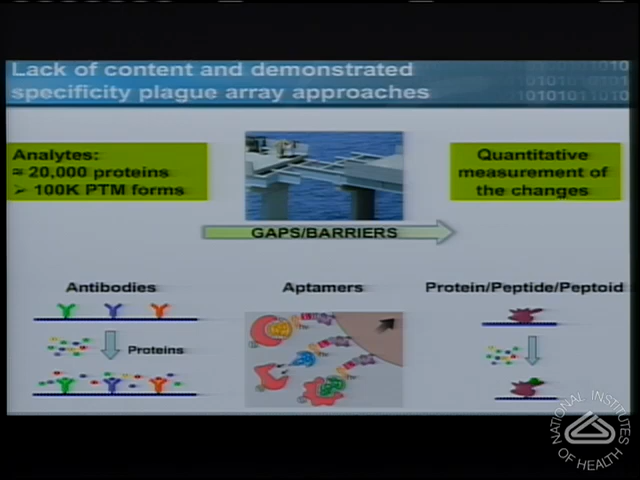 Lack of content and demonstrated
specificity plague array approaches
Analytes:
≅ 20,000 proteins
➢ 100K PTM forms
Quantitative
measurement of
the changes
GAPS/BARRIERS
Antibodies
Aptamers
Protein/Peptide/Peptoid
Proteins
NATIONAL INSTITUTES
OF HEALTH